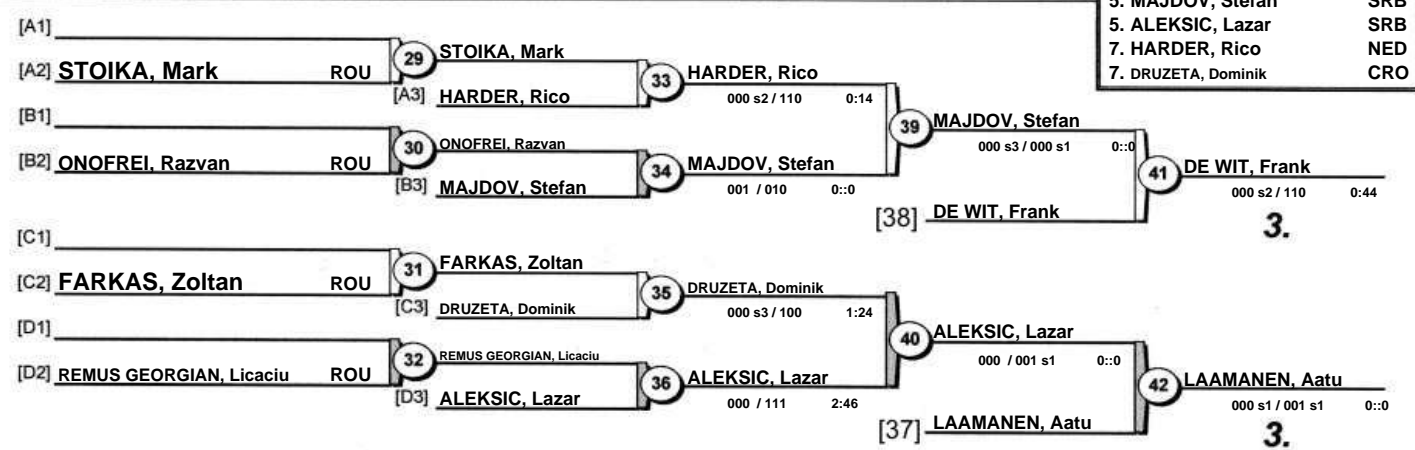 5. MAJDOV, Stefan SRB
5. ALEKSIC, Lazar SRB
7. HARDER, Rico NED
7. DRUZETA, Dominik CRO
[A1]
[A2] STOIKA, Mark ROU
29
STOIKA, Mark
[A3] HARDER, Rico
33
HARDER, Rico
000 s2 / 110 0:14
[B1]
[B2] ONOFREI, Razvan ROU
30
ONOFREI, Razvan
[B3] MAJDOV, Stefan
34
MAJDOV, Stefan
001 / 010 0::0
39
MAJDOV, Stefan
000 s3 / 000 s1 0::0
[38] DE WIT, Frank
41
DE WIT, Frank
000 s2 / 110 0:44
3.
[C1]
[C2] FARKAS, Zoltan ROU
31
FARKAS, Zoltan
[C3] DRUZETA, Dominik
35
DRUZETA, Dominik
000 s3 / 100 1:24
[D1]
[D2] REMUS GEORGIAN, Licaciu ROU
32
REMUS GEORGIAN, Licaciu
[D3] ALEKSIC, Lazar
36
ALEKSIC, Lazar
000 / 111 2:46
40
ALEKSIC, Lazar
000 / 001 s1 0::0
[37] LAAMANEN, Aatu
42
LAAMANEN, Aatu
000 s1 / 001 s1 0::0
3.